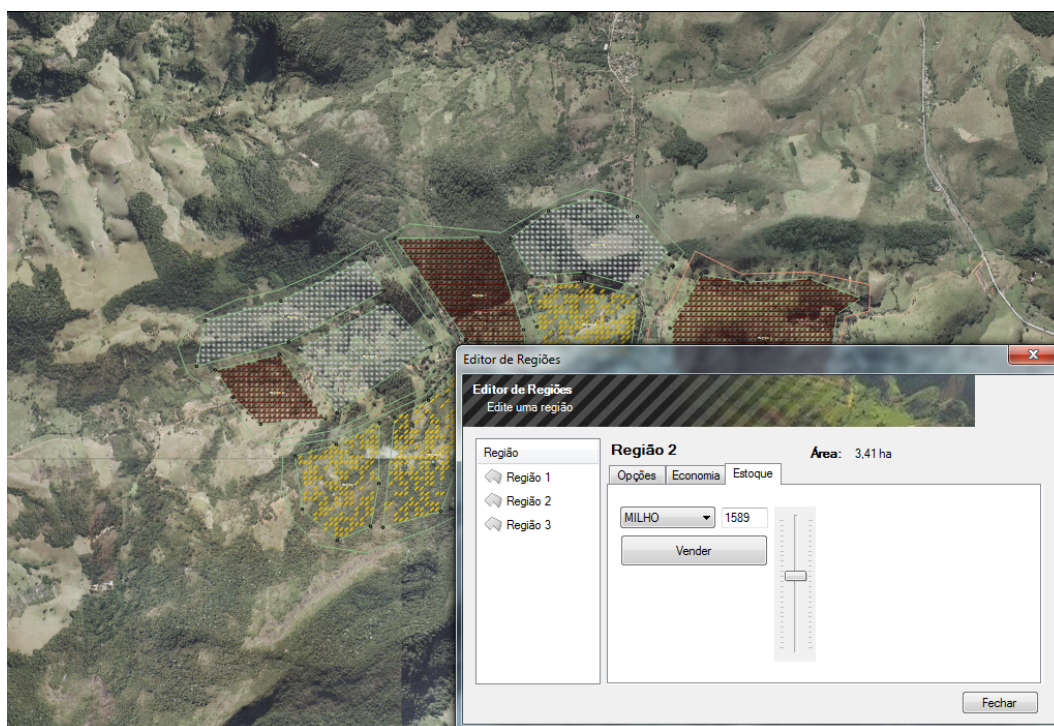 Editor de Regiões
Editor de Regiões
Edite uma região
Região
Região 1
Região 2
Região 3
Região 2
Área: 3,41 ha
Opções
Economia
Estoque
MILHO
1589
Vender
Fechar